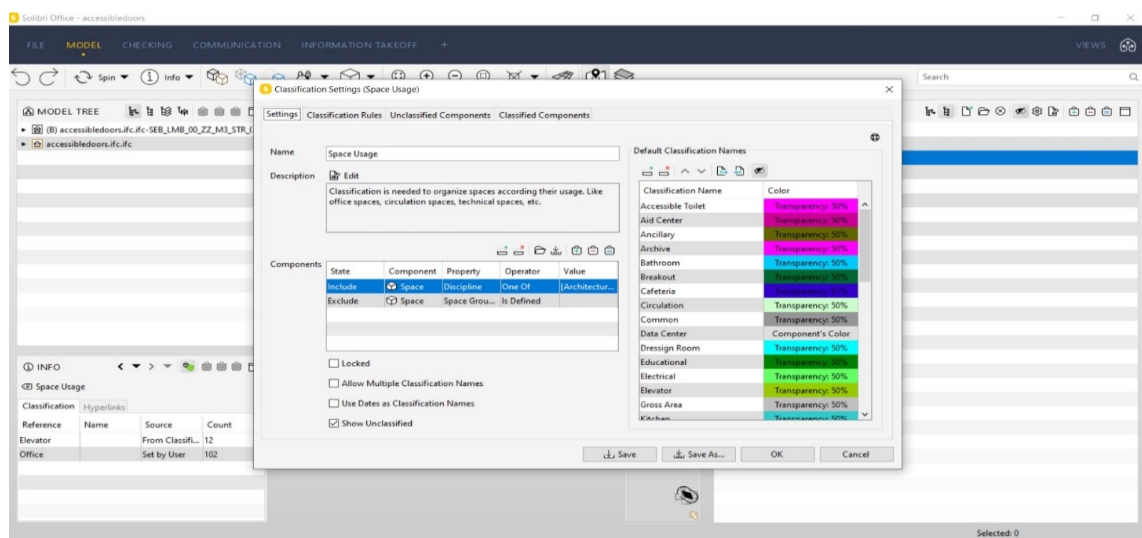 Solibri Office - accessibledoors
FILE MODEL CHECKING COMMUNICATION INFORMATION TAKEOFF + VIEWS
Spin Info Search
Classification Settings (Space Usage)
MODEL TREE
(B) accessibledoors.ifc.ifc-SEB_LMB_00_ZZ_M3_STR_(
accessibledoors.ifc.ifc
Settings Classification Rules Unclassified Components Classified Components
Name Space Usage
Description Edit
Classification is needed to organize spaces according their usage. Like
office spaces, circulation spaces, technical spaces, etc.
Components
State Component Property Operator Value
Include Space Discipline One Of [Architectur...
Exclude Space Space Grou... Is Defined
Locked
Allow Multiple Classification Names
Use Dates as Classification Names
Show Unclassified
Default Classification Names
Classification Name Color
Accessible Toilet Transparency: 50%
Aid Center Transparency: 50%
Ancillary Transparency: 50%
Archive Transparency: 50%
Bathroom Transparency: 50%
Breakout Transparency: 50%
Cafeteria
Circulation Transparency: 50%
Common Transparency: 50%
Data Center Component's Color
Dressign Room Transparency: 50%
Educational Transparency: 50%
Electrical Transparency: 50%
Elevator Transparency: 50%
Gross Area Transparency: 50%
Kitchen Transparency: 50%
Save Save As... OK Cancel
INFO
Space Usage
Classification Hyperlinks
Reference Name Source Count
Elevator From Classifi... 12
Office Set by User 102
Selected: 0